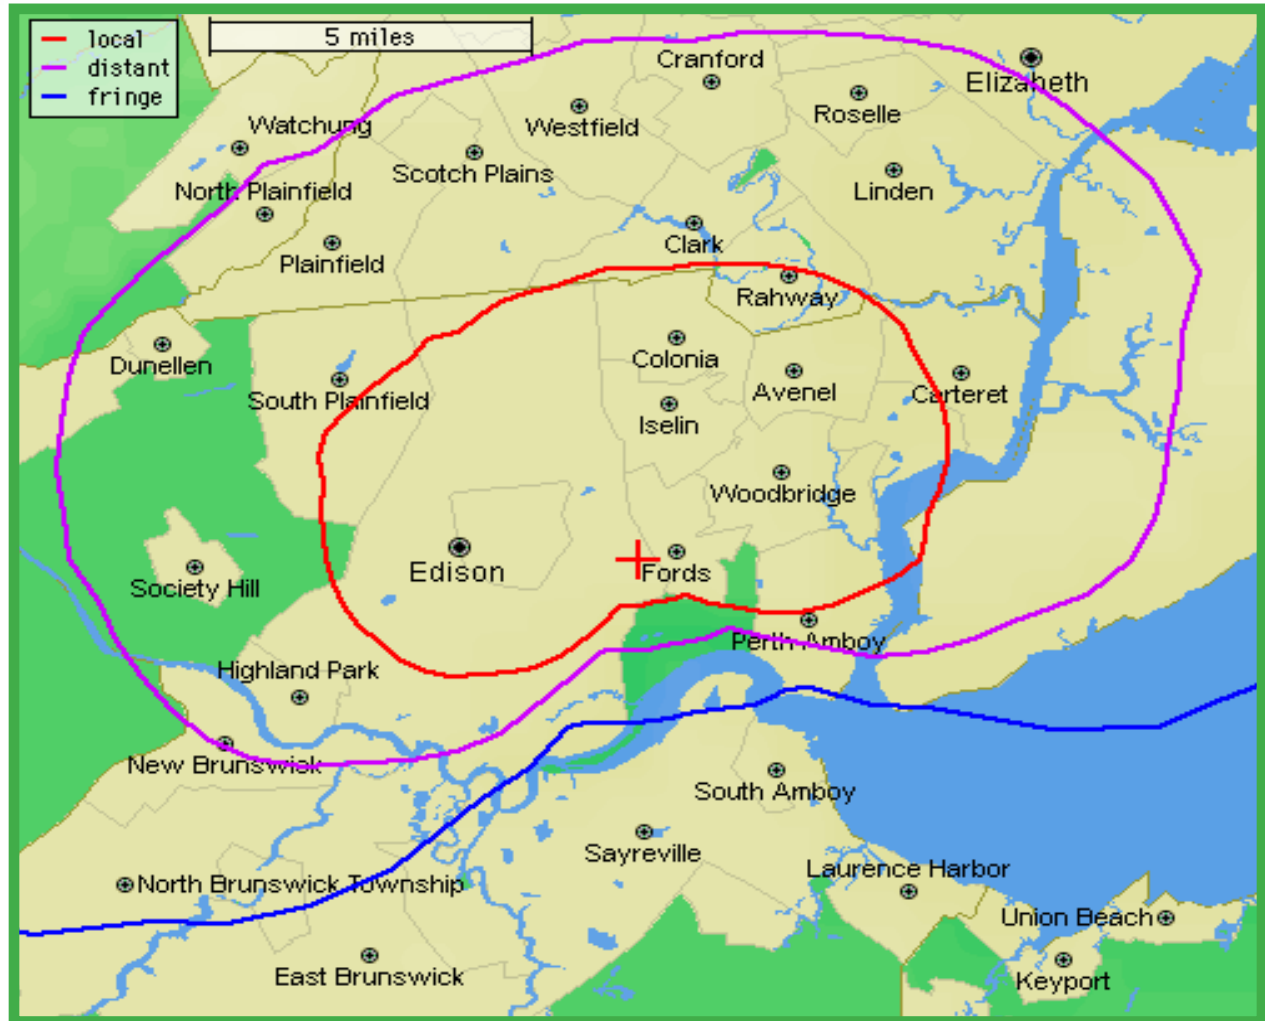 local
distant
fringe
5 miles
Cranford
Elizabeth
Roselle
Watchung
Westfield
Scotch Plains
North Plainfield
Linden
Clark
Plainfield
Rahway
Dunellen
Colonia
South Plainfield
Avenel
Carteret
Iselin
Woodbridge
Edison
Fords
Society Hill
Perth Amboy
Highland Park
New Brunswick
South Amboy
Sayreville
Laurence Harbor
North Brunswick Township
Union Beach
East Brunswick
Keyport